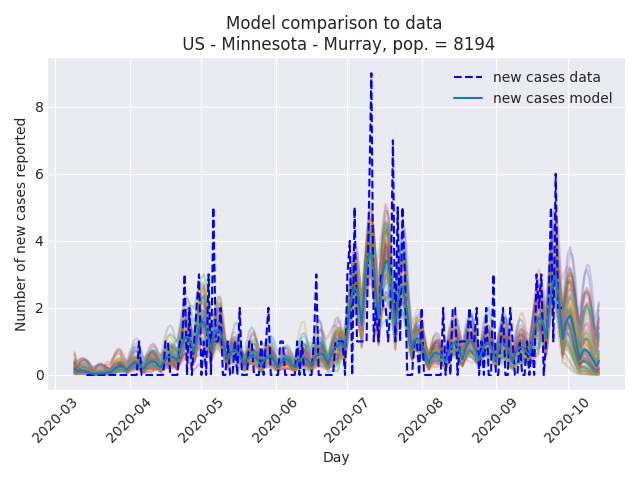 Model comparison to data
US - Minnesota - Murray, pop. = 8194
new cases data
new cases model
Number of new cases reported
8
6
4
2
0
2020-03
2020-04
2020-05
2020-06
2020-07
2020-08
2020-09
2020-10
Day